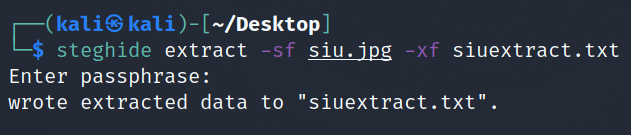 ┌──(kali㉿kali)-[~/Desktop]
└─$ steghide extract -sf siu.jpg -xf siuextract.txt
Enter passphrase:
wrote extracted data to "siuextract.txt".